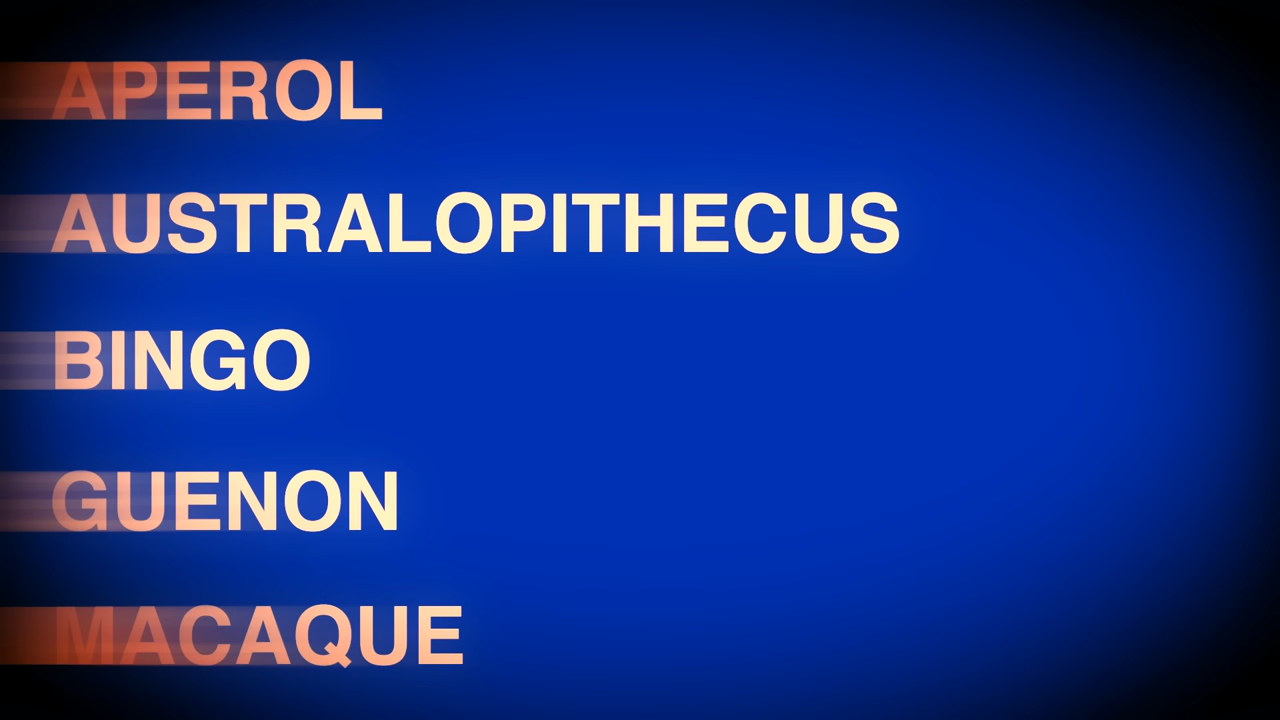 APEROL
AUSTRALOPITHECUS
BINGO
GUENON
MACAQUE